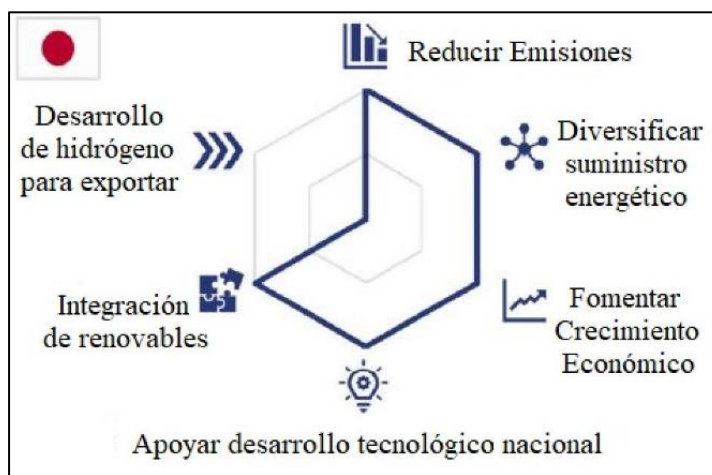 Reducir Emisiones
Desarrollo
de hidrógeno
para exportar
Diversificar
suministro
energético
Integración
de renovables
Fomentar
Crecimiento
Económico
Apoyar desarrollo tecnológico nacional